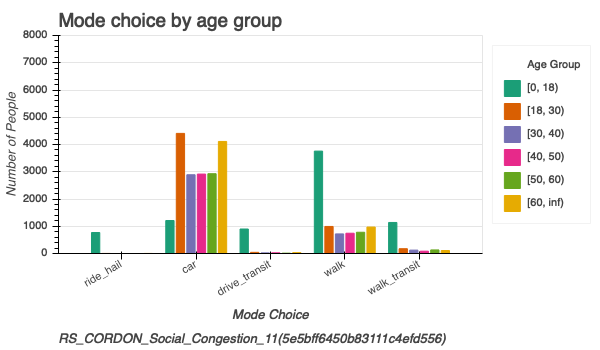 Mode choice by age group
8000
7000
6000
5000
4000
3000
2000
1000
0
Number of People
ride_hail
car
drive_transit
walk
walk_transit
Mode Choice
Age Group
[0, 18)
[18, 30)
[30, 40)
[40, 50)
[50, 60)
[60, inf)
RS_CORDON_Social_Congestion_11(5e5bff6450b83111c4efd556)